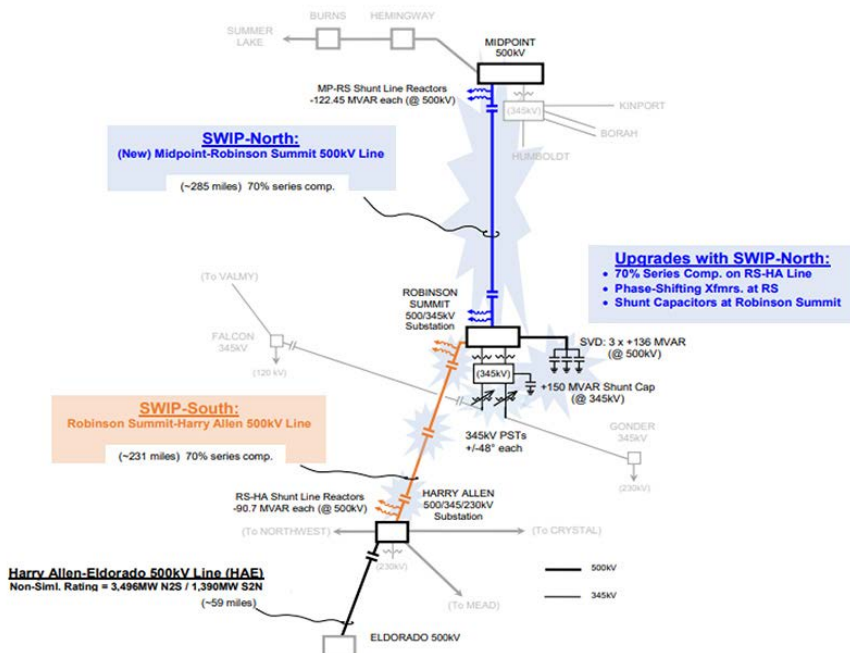 BURNS
HEMINGWAY
SUMMER
LAKE
MIDPOINT
500kV
MP-RS Shunt Line Reactors
-122.45 MVAR each (@ 500kV)
(345kV)
KINPORT
BORAH
HUMBOLDT
SWIP-North:
(New) Midpoint-Robinson Summit 500kV Line
(~285 miles) 70% series comp.
Upgrades with SWIP-North:
• 70% Series Comp. on RS-HA Line
• Phase-Shifting Xfmrs. at RS
• Shunt Capacitors at Robinson Summit
(To VALMY)
ROBINSON
SUMMIT
500/345kV
Substation
FALCON
345kV
(120 kV)
SVD: 3 x +136 MVAR
(@ 500kV)
(345kV)
+150 MVAR Shunt Cap
(@ 345kV)
SWIP-South:
Robinson Summit-Harry Allen 500kV Line
(~231 miles) 70% series comp.
345kV PSTs
+/-48° each
GONDER
345kV
(230kV)
RS-HA Shunt Line Reactors
-90.7 MVAR each (@ 500kV)
HARRY ALLEN
500/345/230kV
Substation
(To NORTHWEST)
(To CRYSTAL)
(230kV)
(To MEAD)
Harry Allen-Eldorado 500kV Line (HAE)
Non-Siml. Rating = 3,496MW N2S / 1,390MW S2N
(~59 miles)
500kV
345kV
ELDORADO 500kV